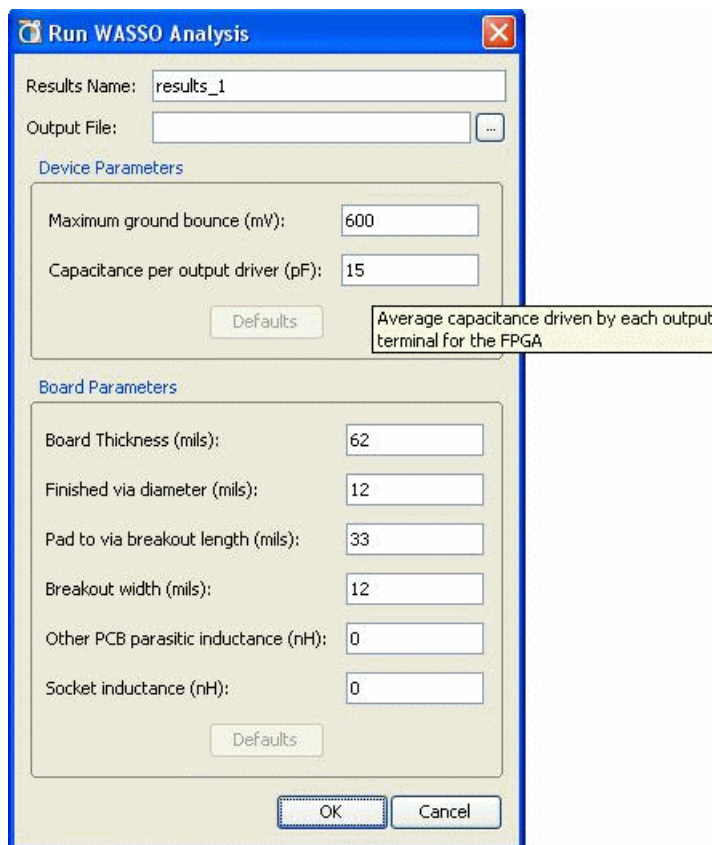 Run WASSO Analysis
Results Name: results_1
Output File: ...
Device Parameters
Maximum ground bounce (mV): 600
Capacitance per output driver (pF): 15
Defaults
Average capacitance driven by each output
terminal for the FPGA
Board Parameters
Board Thickness (mils): 62
Finished via diameter (mils): 12
Pad to via breakout length (mils): 33
Breakout width (mils): 12
Other PCB parasitic inductance (nH): 0
Socket inductance (nH): 0
Defaults
OK Cancel